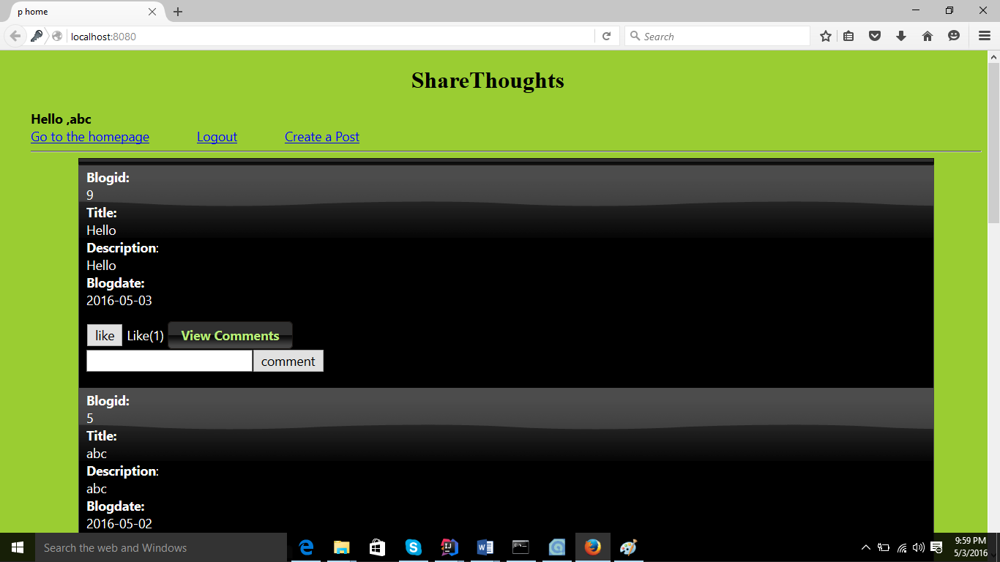 p home
localhost:8080
Search
ShareThoughts
Hello ,abc
Go to the homepage Logout Create a Post
Blogid:
9
Title:
Hello
Description:
Hello
Blogdate:
2016-05-03
like Like(1) View Comments
comment
Blogid:
5
Title:
abc
Description:
abc
Blogdate:
2016-05-02
Search the web and Windows
9:59 PM
5/3/2016